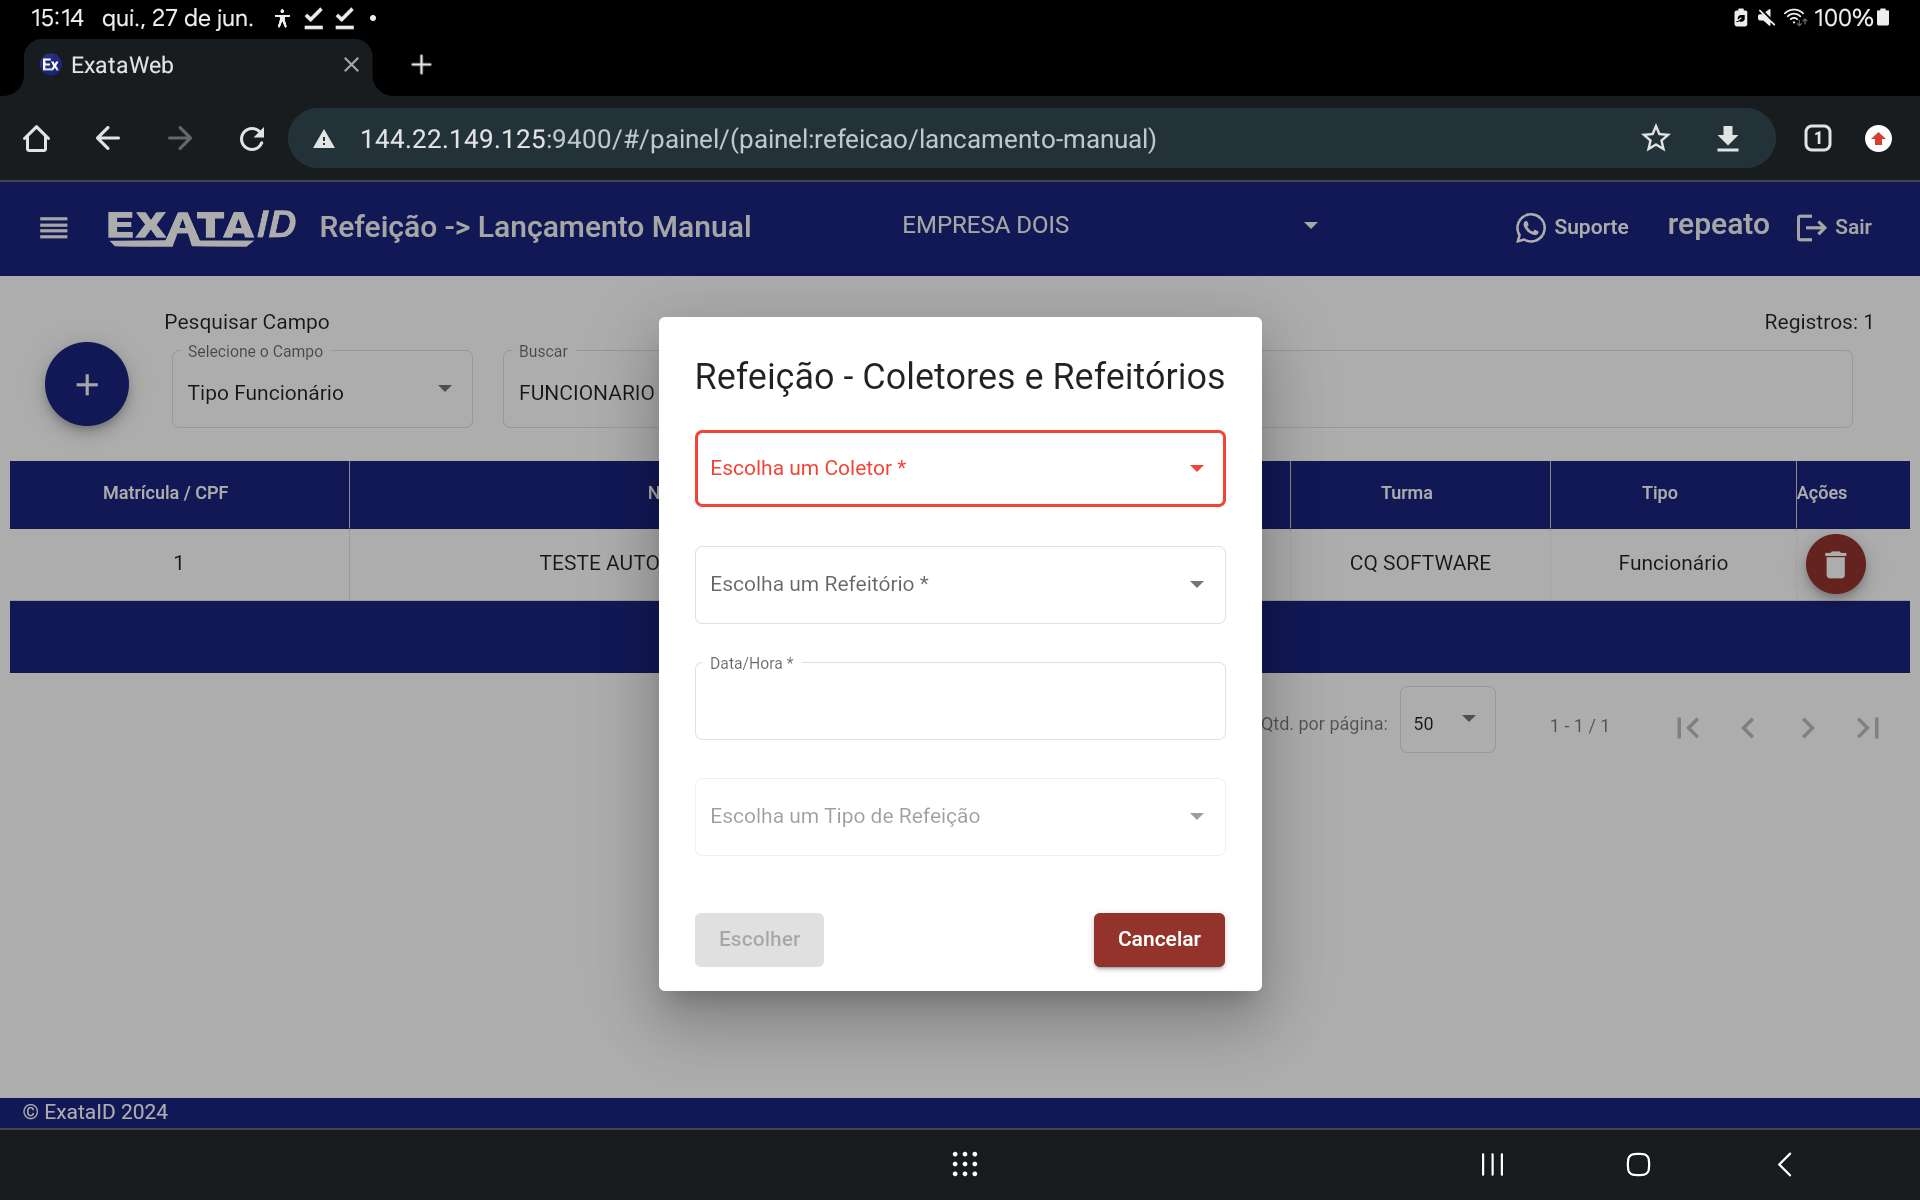 15:14 qui., 27 de jun.
100%
Ex ExataWeb
144.22.149.125:9400/#/painel/(painel:refeicao/lancamento-manual)
1
EXATAID
Refeição -> Lançamento Manual
EMPRESA DOIS
Suporte
repeato
Sair
Pesquisar Campo
Registros: 1
Selecione o Campo
Tipo Funcionário
Buscar
FUNCIONARIO
Matrícula / CPF
N
Turma
Tipo
Ações
1
TESTE AUTO
CQ SOFTWARE
Funcionário
Qtd. por página:
50
1 - 1 / 1
Refeição - Coletores e Refeitórios
Escolha um Coletor *
Escolha um Refeitório *
Data/Hora *
Escolha um Tipo de Refeição
Escolher
Cancelar
© ExataID 2024